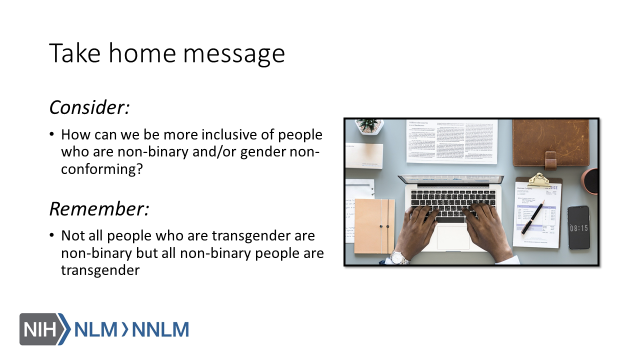 Take home message
Consider:
• How can we be more inclusive of people
who are non-binary and/or gender non-
conforming?
Remember:
• Not all people who are transgender are
non-binary but all non-binary people are
transgender
08:15
NIH NLM NNLM